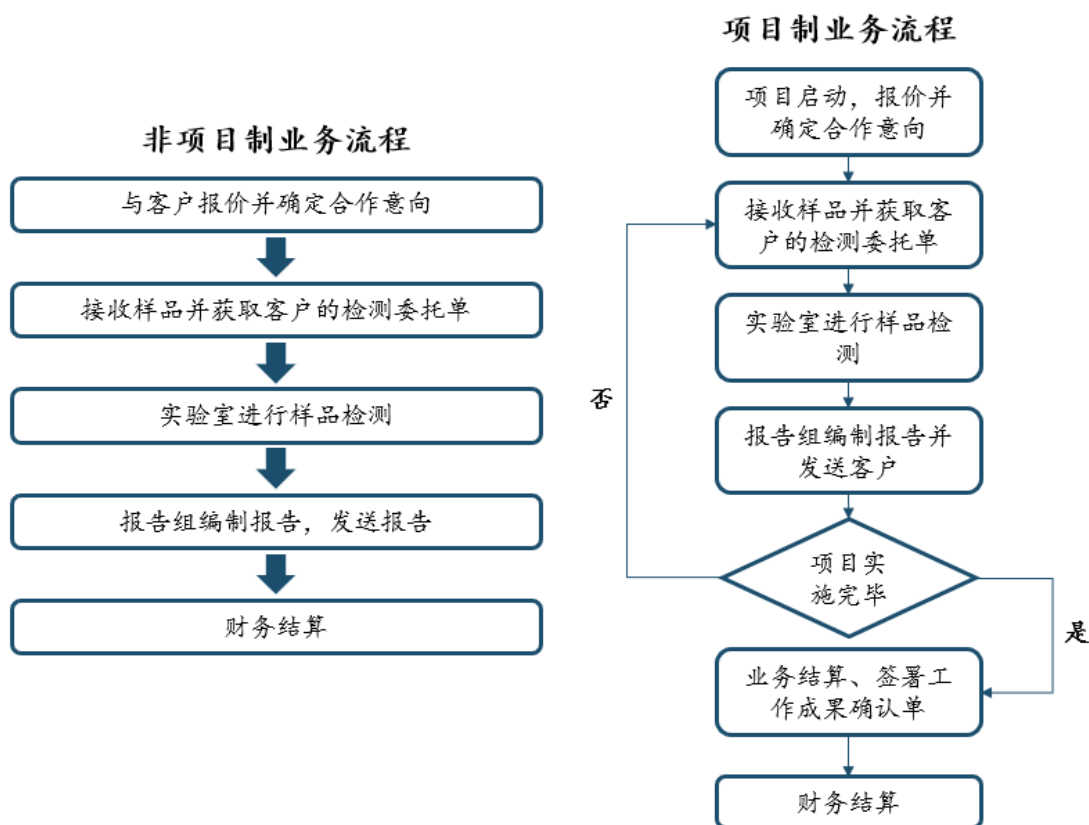 非项目制业务流程
与客户报价并确定合作意向
接收样品并获取客户的检测委托单
实验室进行样品检测
报告组编制报告，发送报告
财务结算
项目制业务流程
项目启动，报价并
确定合作意向
接收样品并获取客
户的检测委托单
实验室进行样品检
测
报告组编制报告并
发送客户
否
项目实
施完毕
是
业务结算、签署工
作成果确认单
财务结算